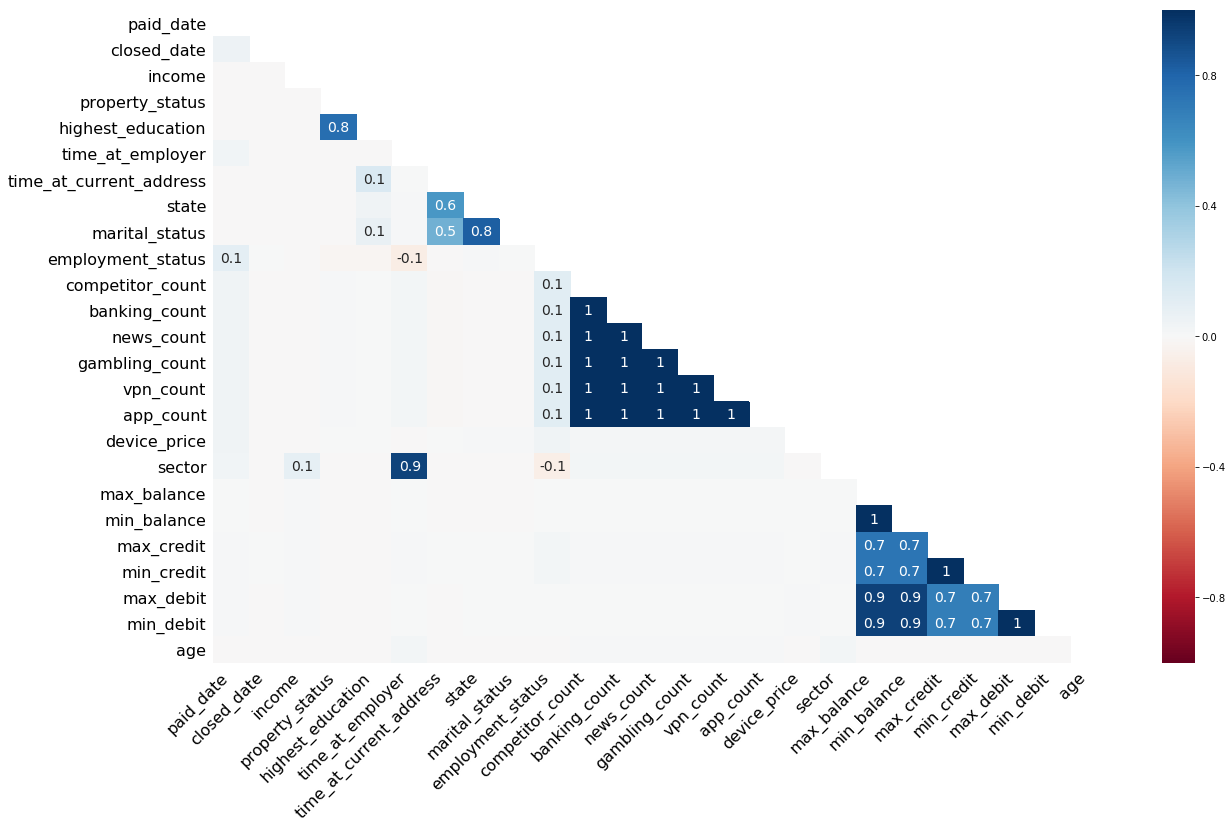 paid_date
closed_date
income
property_status
highest_education 0.8
time_at_employer
time_at_current_address 0.1
state 0.6
marital_status 0.1 0.5 0.8
employment_status 0.1 -0.1
competitor_count 0.1
banking_count 0.1 1
news_count 0.1 1 1
gambling_count 0.1 1 1 1
vpn_count 0.1 1 1 1 1
app_count 0.1 1 1 1 1 1
device_price
sector 0.1 0.9 -0.1
max_balance
min_balance 1
max_credit 0.7 0.7
min_credit 0.7 0.7 1
max_debit 0.9 0.9 0.7 0.7
min_debit 0.9 0.9 0.7 0.7 1
age
paid_date
closed_date
income
property_status
highest_education
time_at_employer
time_at_current_address
state
marital_status
employment_status
competitor_count
banking_count
news_count
gambling_count
vpn_count
app_count
device_price
sector
max_balance
min_balance
max_credit
min_credit
max_debit
min_debit
age
0.8
0.4
0.0
−0.4
−0.8